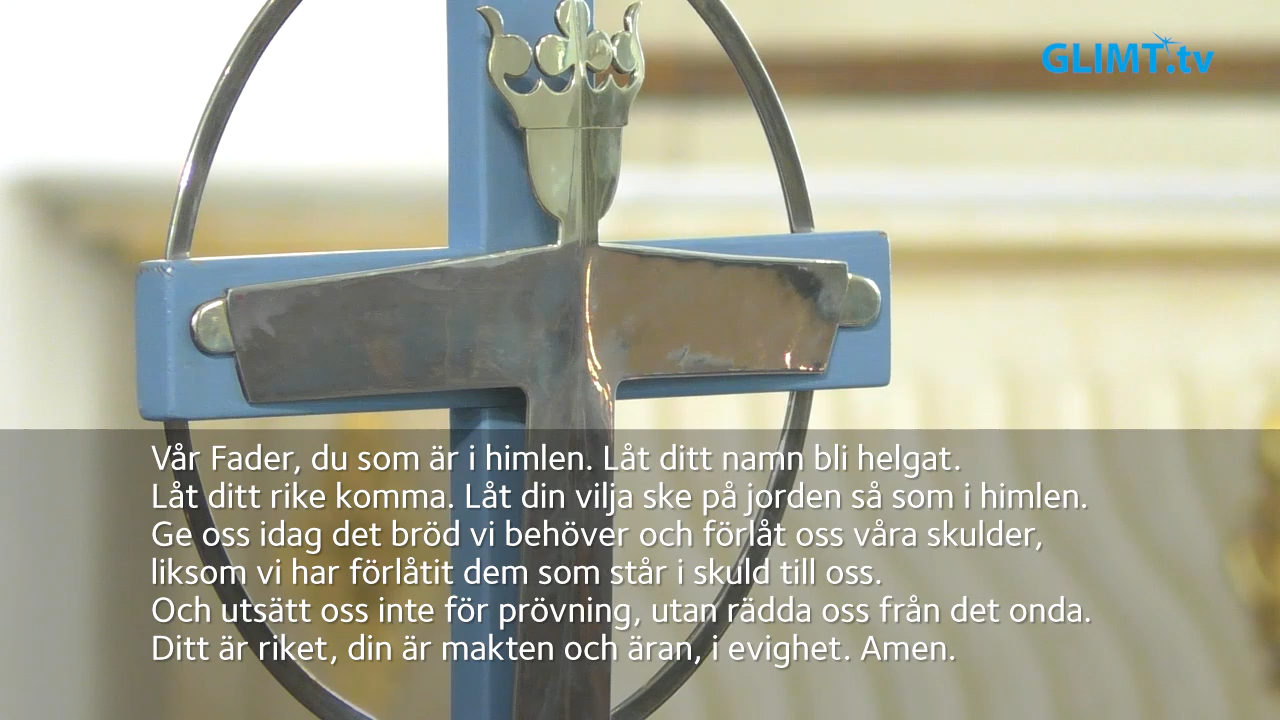 GLIMT.tv
Vår Fader, du som är i himlen. Låt ditt namn bli helgat.
Låt ditt rike komma. Låt din vilja ske på jorden så som i himlen.
Ge oss idag det bröd vi behöver och förlåt oss våra skulder,
liksom vi har förlåtit dem som står i skuld till oss.
Och utsätt oss inte för prövning, utan rädda oss från det onda.
Ditt är riket, din är makten och äran, i evighet. Amen.